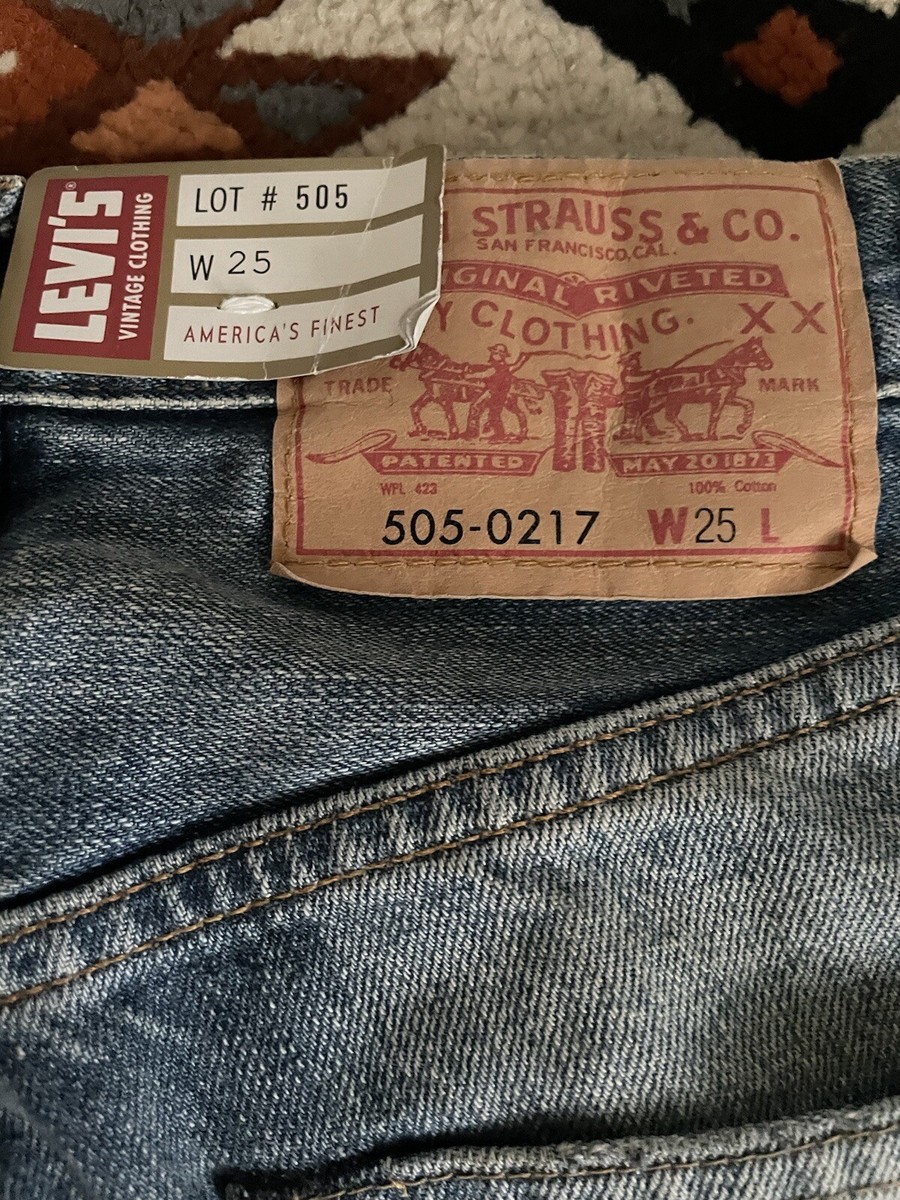 LEVI'S®
VINTAGE CLOTHING
LOT # 505
W 25
AMERICA'S FINEST
STRAUSS & CO.
SAN FRANCISCO, CAL.
IGINAL RIVETED
Y CLOTHING. XX
TRADE MARK
PATENTED MAY 20 1873
WPL 423 100% Cotton
505-0217 W25 L